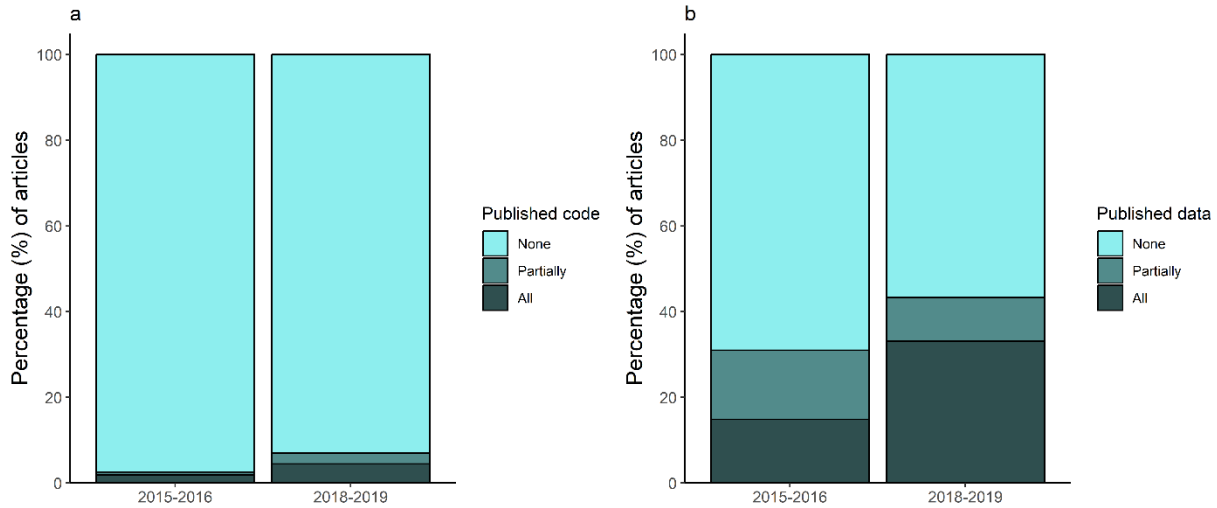 a
Percentage (%) of articles
100
80
60
40
20
0
2015-2016
2018-2019
Published code
None
Partially
All
b
Percentage (%) of articles
100
80
60
40
20
0
2015-2016
2018-2019
Published data
None
Partially
All